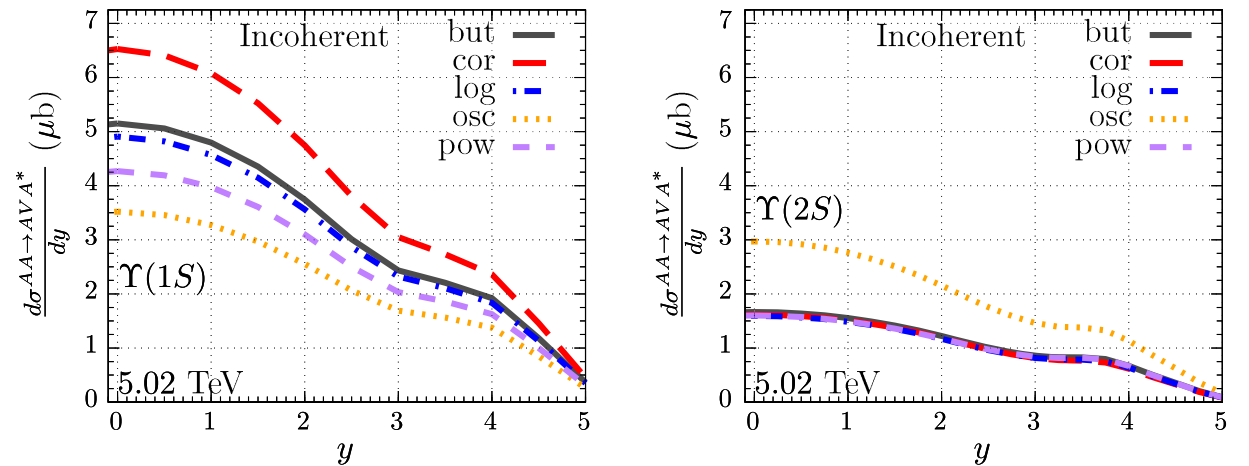 Incoherent
but
cor
log
osc
pow
7
6
5
4
3
2
1
0
dσ^{AA→AVA*}/dy (μb)
Υ(1S)
5.02 TeV
0 1 2 3 4 5
y
Incoherent
but
cor
log
osc
pow
7
6
5
4
3
2
1
0
dσ^{AA→AVA*}/dy (μb)
Υ(2S)
5.02 TeV
0 1 2 3 4 5
y